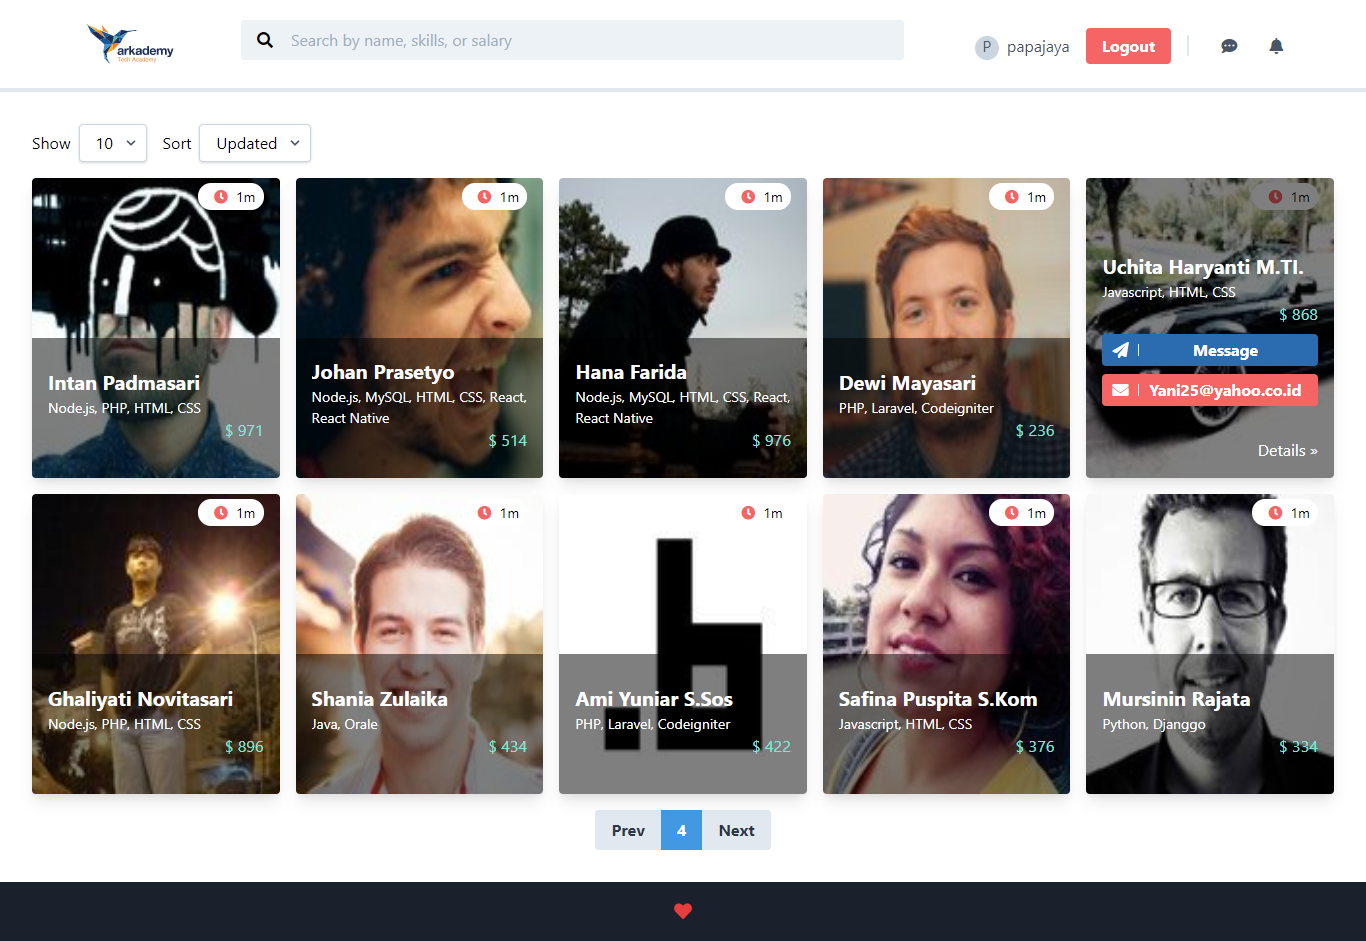 arkademy
Tech Academy
Search by name, skills, or salary
P papajaya
Logout
Show 10 Sort Updated
1m
Intan Padmasari
Node.js, PHP, HTML, CSS
$ 971
1m
Johan Prasetyo
Node.js, MySQL, HTML, CSS, React,
React Native
$ 514
1m
Hana Farida
Node.js, MySQL, HTML, CSS, React,
React Native
$ 976
1m
Dewi Mayasari
PHP, Laravel, Codeigniter
$ 236
1m
Uchita Haryanti M.TI.
Javascript, HTML, CSS
$ 868
Message
Yani25@yahoo.co.id
Details »
1m
Ghaliyati Novitasari
Node.js, PHP, HTML, CSS
$ 896
1m
Shania Zulaika
Java, Orale
$ 434
1m
Ami Yuniar S.Sos
PHP, Laravel, Codeigniter
$ 422
1m
Safina Puspita S.Kom
Javascript, HTML, CSS
$ 376
1m
Mursinin Rajata
Python, Djanggo
$ 334
Prev 4 Next